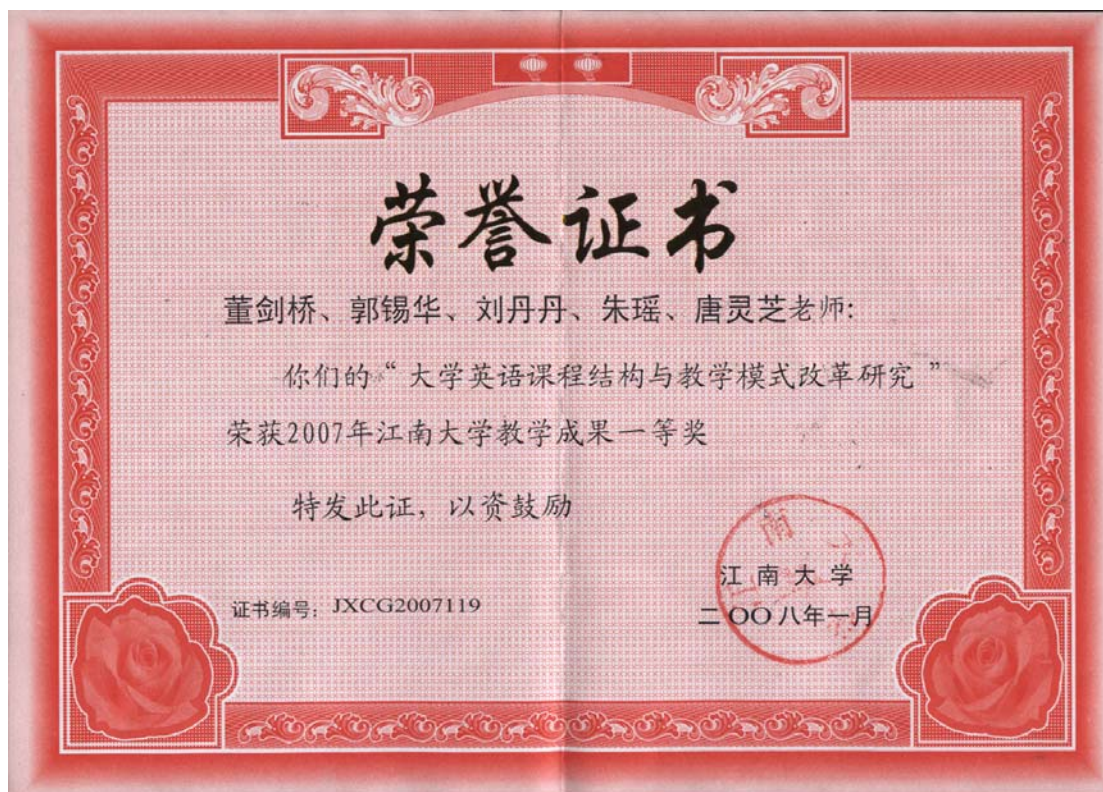 荣誉证书
董剑桥、郭锡华、刘丹丹、朱瑶、唐灵芝老师:
你们的“大学英语课程结构与教学模式改革研究”
荣获2007年江南大学教学成果一等奖
特发此证，以资鼓励
江南大学
证书编号：JXCG2007119
二OO八年一月